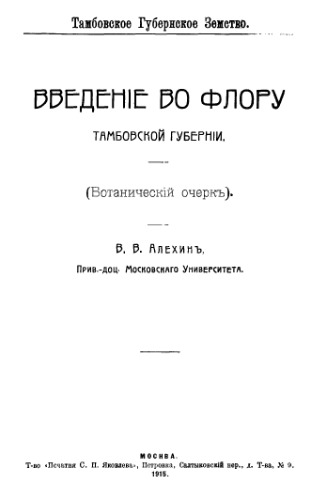 Тамбовское Губернское Земство.
ВВЕДЕНІЕ ВО ФЛОРУ
ТАМБОВСКОЙ ГУБЕРНІИ.
(Ботаническій очеркъ).
В. В. Алехинъ,
Прив.-доц. Московскаго Университета.
МОСКВА.
Т-во «Печатня С. П. Яковлева», Петровка, Салтыковскій пер., д. Т-ва, № 9.
1915.